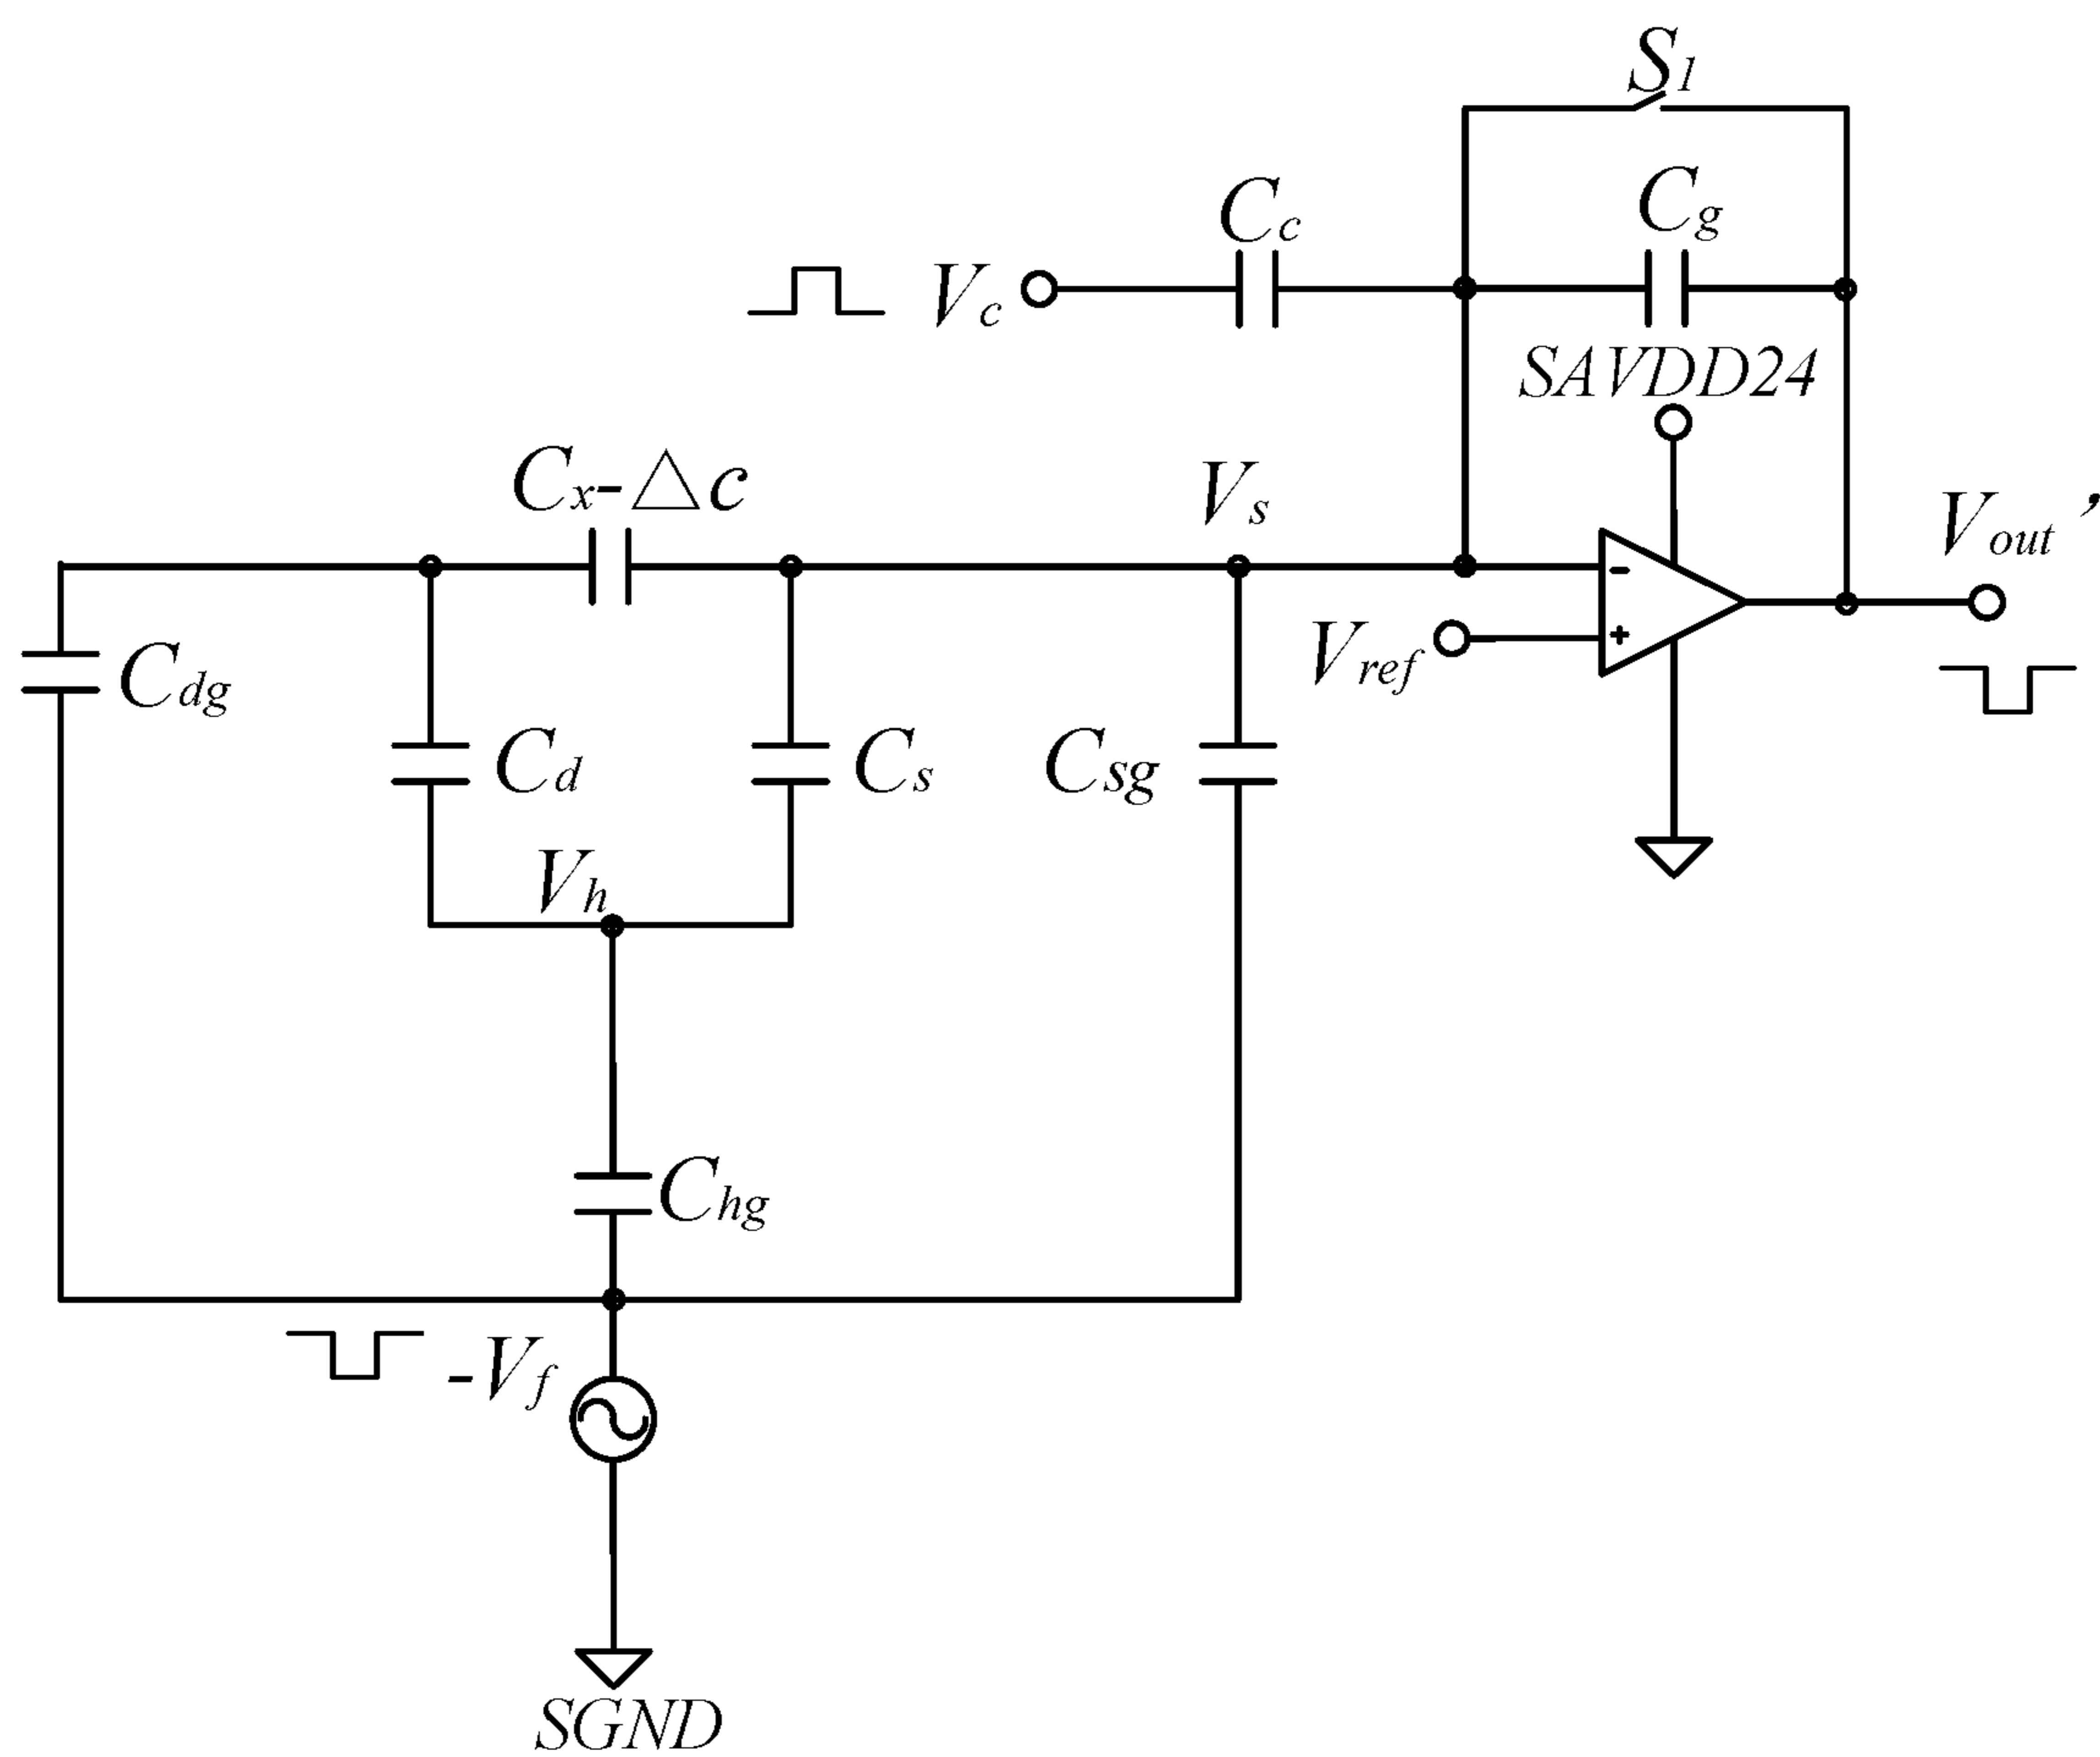 S1
Cc
Cg
Vc
SAVDD24
Cx-△c
Vs
Vout’
-
Vref
+
Cdg
Cd
Cs
Csg
Vh
Chg
-Vf
SGND